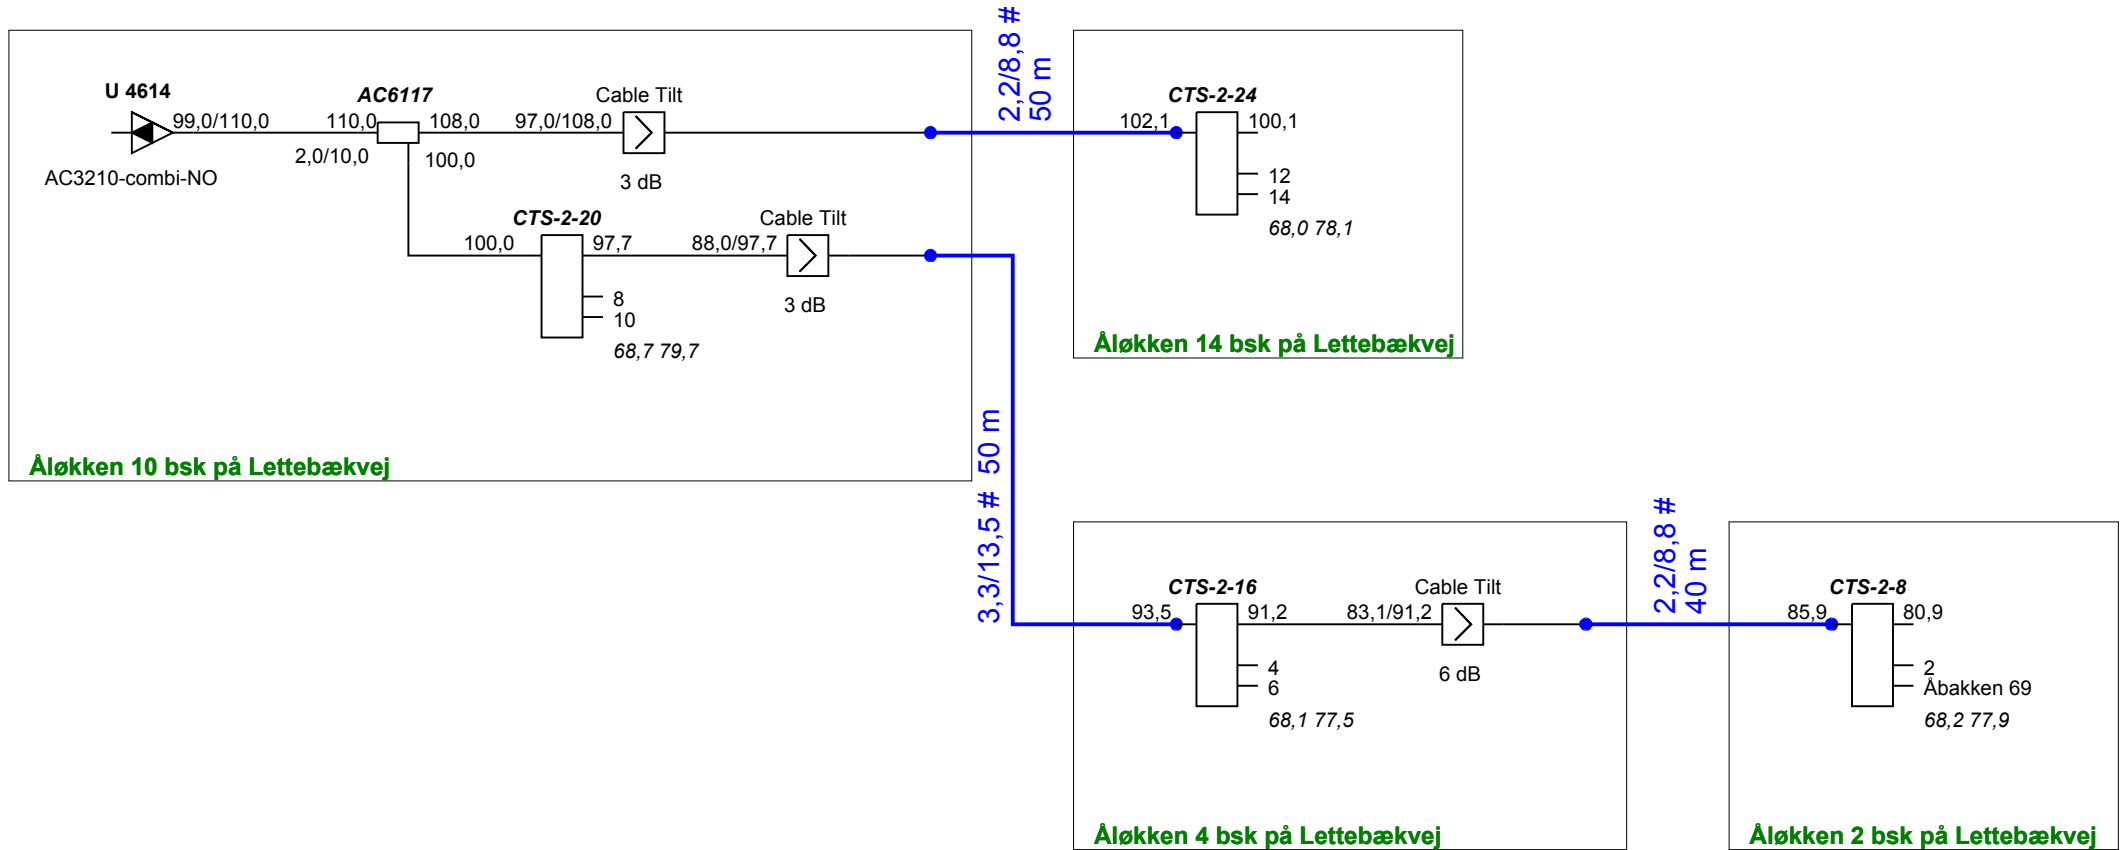 U 4614
99,0/110,0
AC3210-combi-NO
AC6117
110,0
108,0
2,0/10,0
100,0
97,0/108,0
Cable Tilt
3 dB
CTS-2-20
100,0
97,7
8
10
68,7 79,7
88,0/97,7
Cable Tilt
3 dB
Åløkken 10 bsk på Lettebækvej
2,2/8,8 #
50 m
CTS-2-24
102,1
100,1
12
14
68,0 78,1
Åløkken 14 bsk på Lettebækvej
3,3/13,5 # 50 m
CTS-2-16
93,5
91,2
4
6
68,1 77,5
83,1/91,2
Cable Tilt
6 dB
Åløkken 4 bsk på Lettebækvej
2,2/8,8 #
40 m
CTS-2-8
85,9
80,9
2
Åbakken 69
68,2 77,9
Åløkken 2 bsk på Lettebækvej